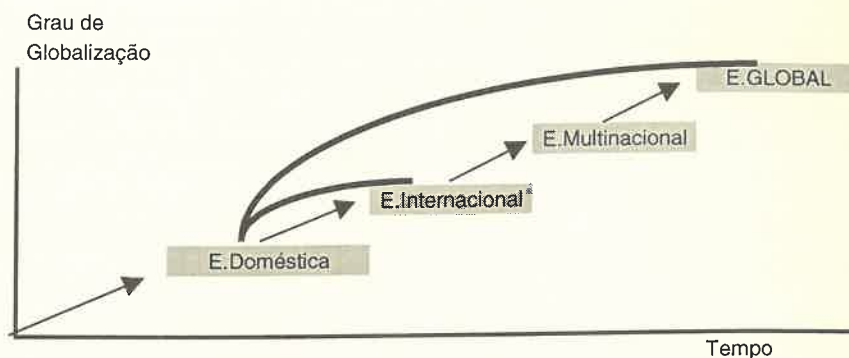 Grau de
Globalização
E.GLOBAL
E.Multinacional
E.Internacional
E.Doméstica
Tempo